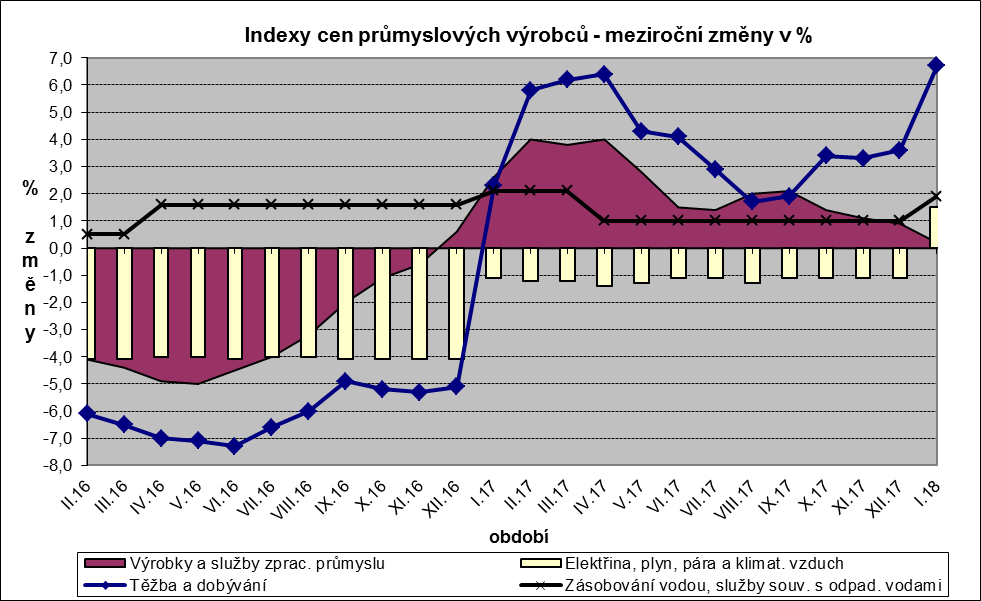 Indexy cen průmyslových výrobců - meziroční změny v %
7,0
6,0
5,0
4,0
3,0
2,0
1,0
0,0
-1,0
-2,0
-3,0
-4,0
-5,0
-6,0
-7,0
-8,0
% změny
II.16 III.16 IV.16 V.16 VI.16 VII.16 VIII.16 IX.16 X.16 XI.16 XII.16 I.17 II.17 III.17 IV.17 V.17 VI.17 VII.17 VIII.17 IX.17 X.17 XI.17 XII.17 I.18
období
Výrobky a služby zprac. průmyslu
Elektřina, plyn, pára a klimat. vzduch
Těžba a dobývání
Zásobování vodou, služby souv. s odpad. vodami